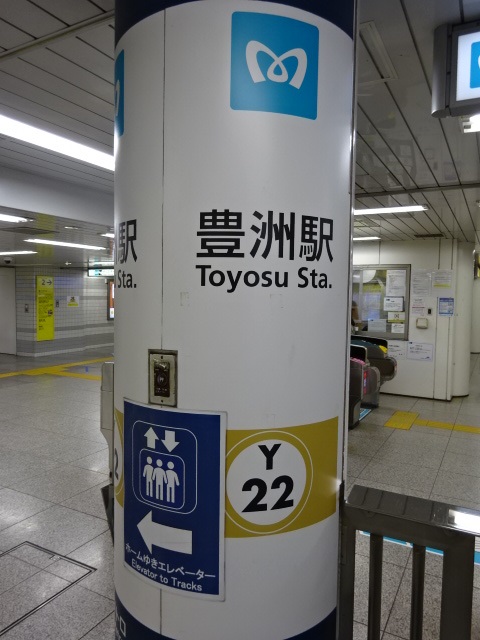 豊洲駅
Toyosu Sta.
駅
Sta.
Y
22
ホームゆきエレベーター
Elevator to Tracks